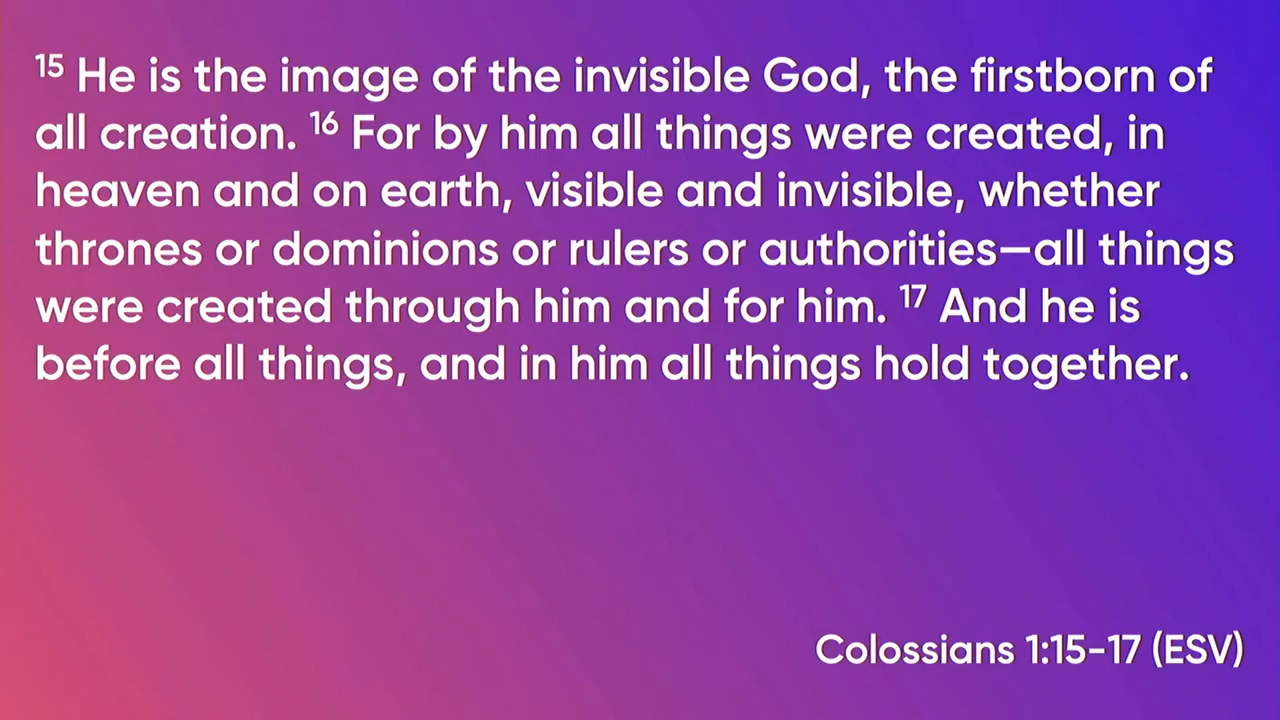 15 He is the image of the invisible God, the firstborn of
all creation. 16 For by him all things were created, in
heaven and on earth, visible and invisible, whether
thrones or dominions or rulers or authorities—all things
were created through him and for him. 17 And he is
before all things, and in him all things hold together.
Colossians 1:15-17 (ESV)